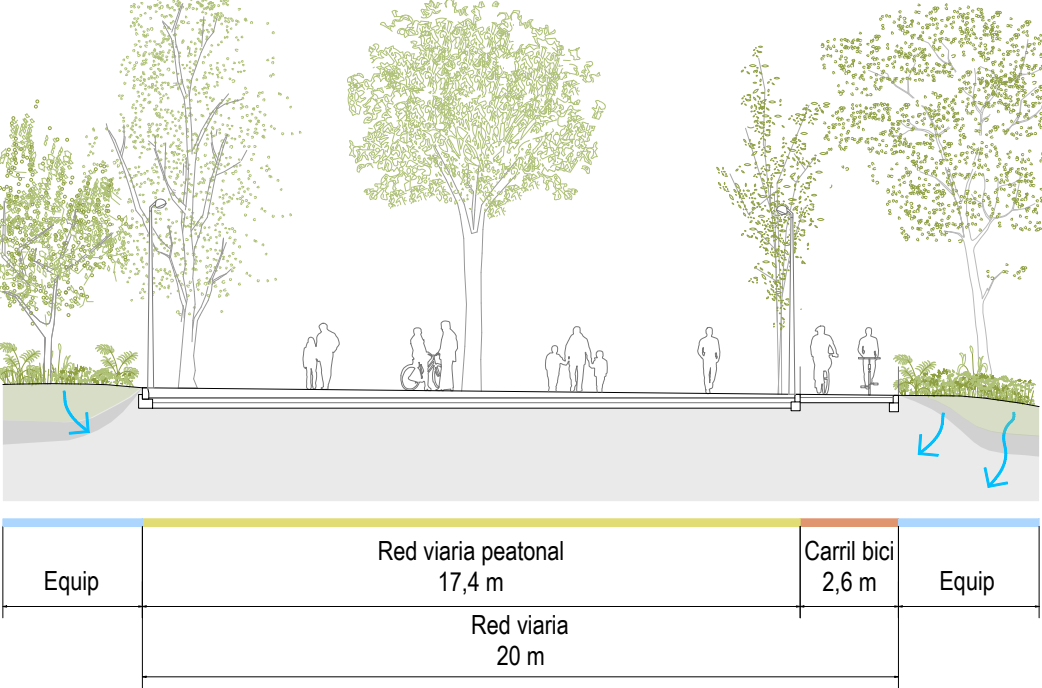 Equip
Red viaria peatonal
17,4 m
Carril bici
2,6 m
Equip
Red viaria
20 m